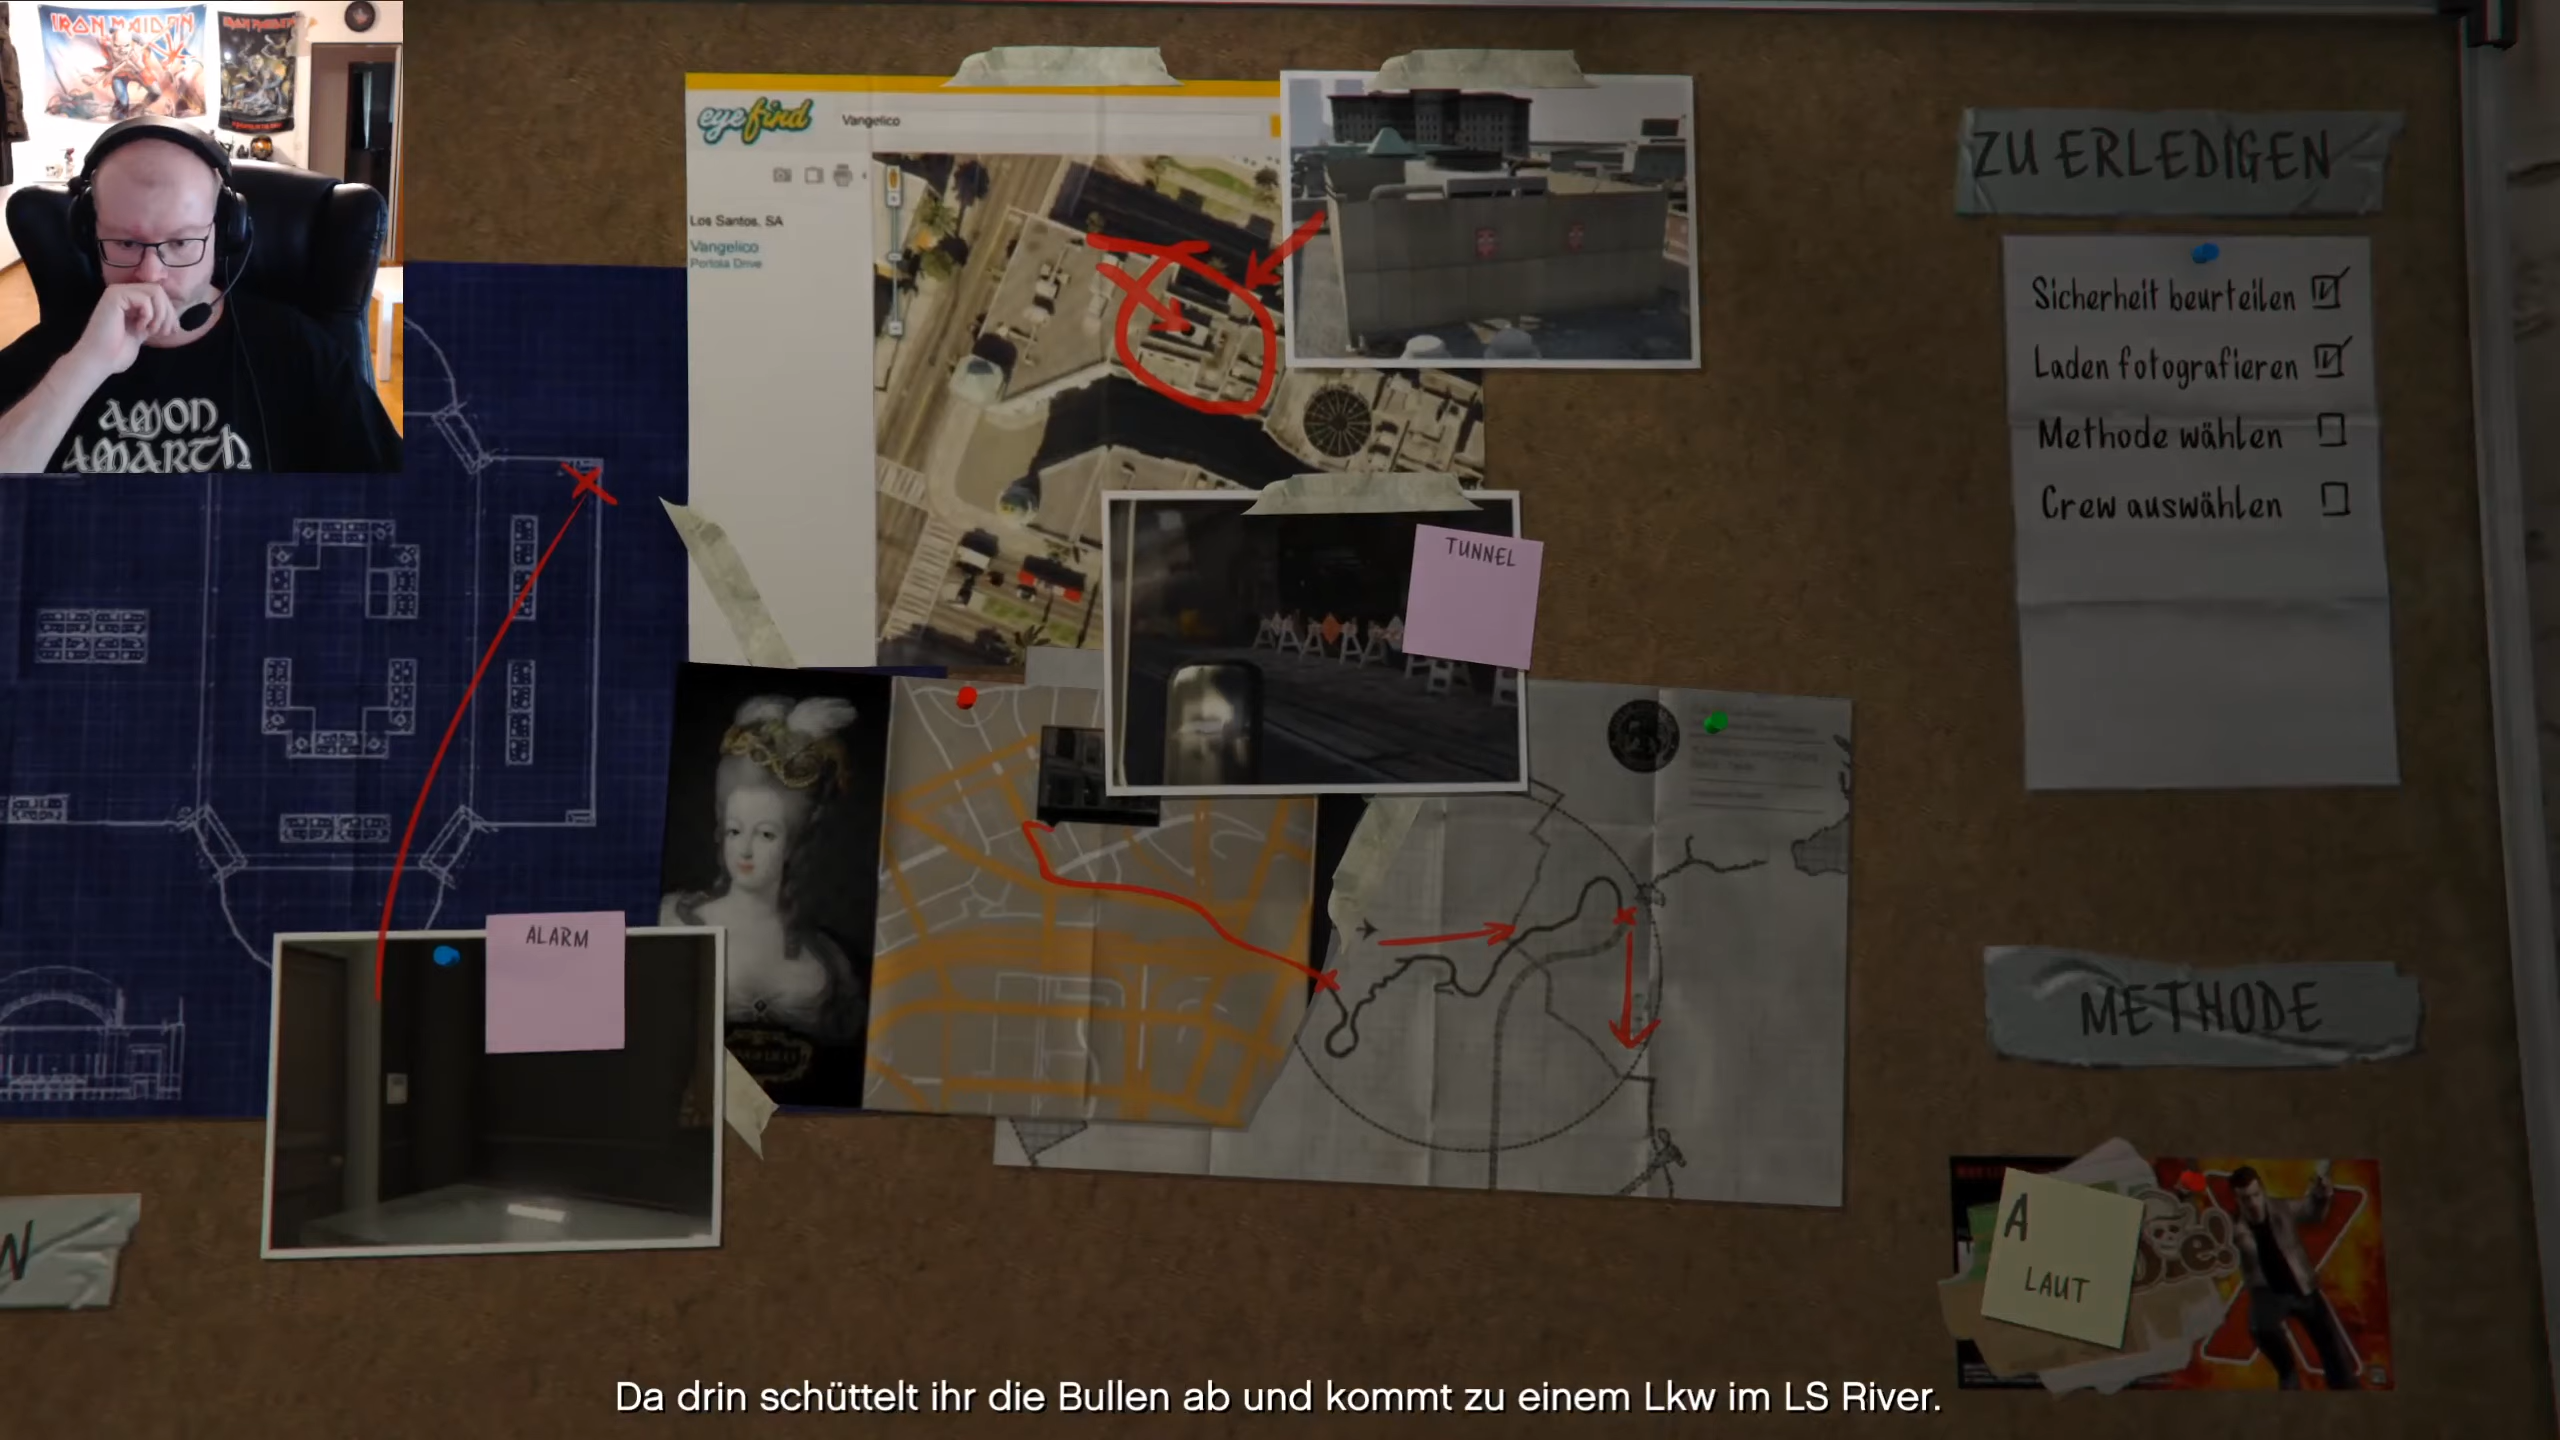 IRON MAIDEN
AMON
AMARTH
eyefind
Vangelico
Los Santos, SA
Vangelico
Portola Drive
TUNNEL
ALARM
ZU ERLEDIGEN
Sicherheit beurteilen
Laden fotografieren
Methode wählen
Crew auswählen
METHODE
A
LAUT
Da drin schüttelt ihr die Bullen ab und kommt zu einem Lkw im LS River.